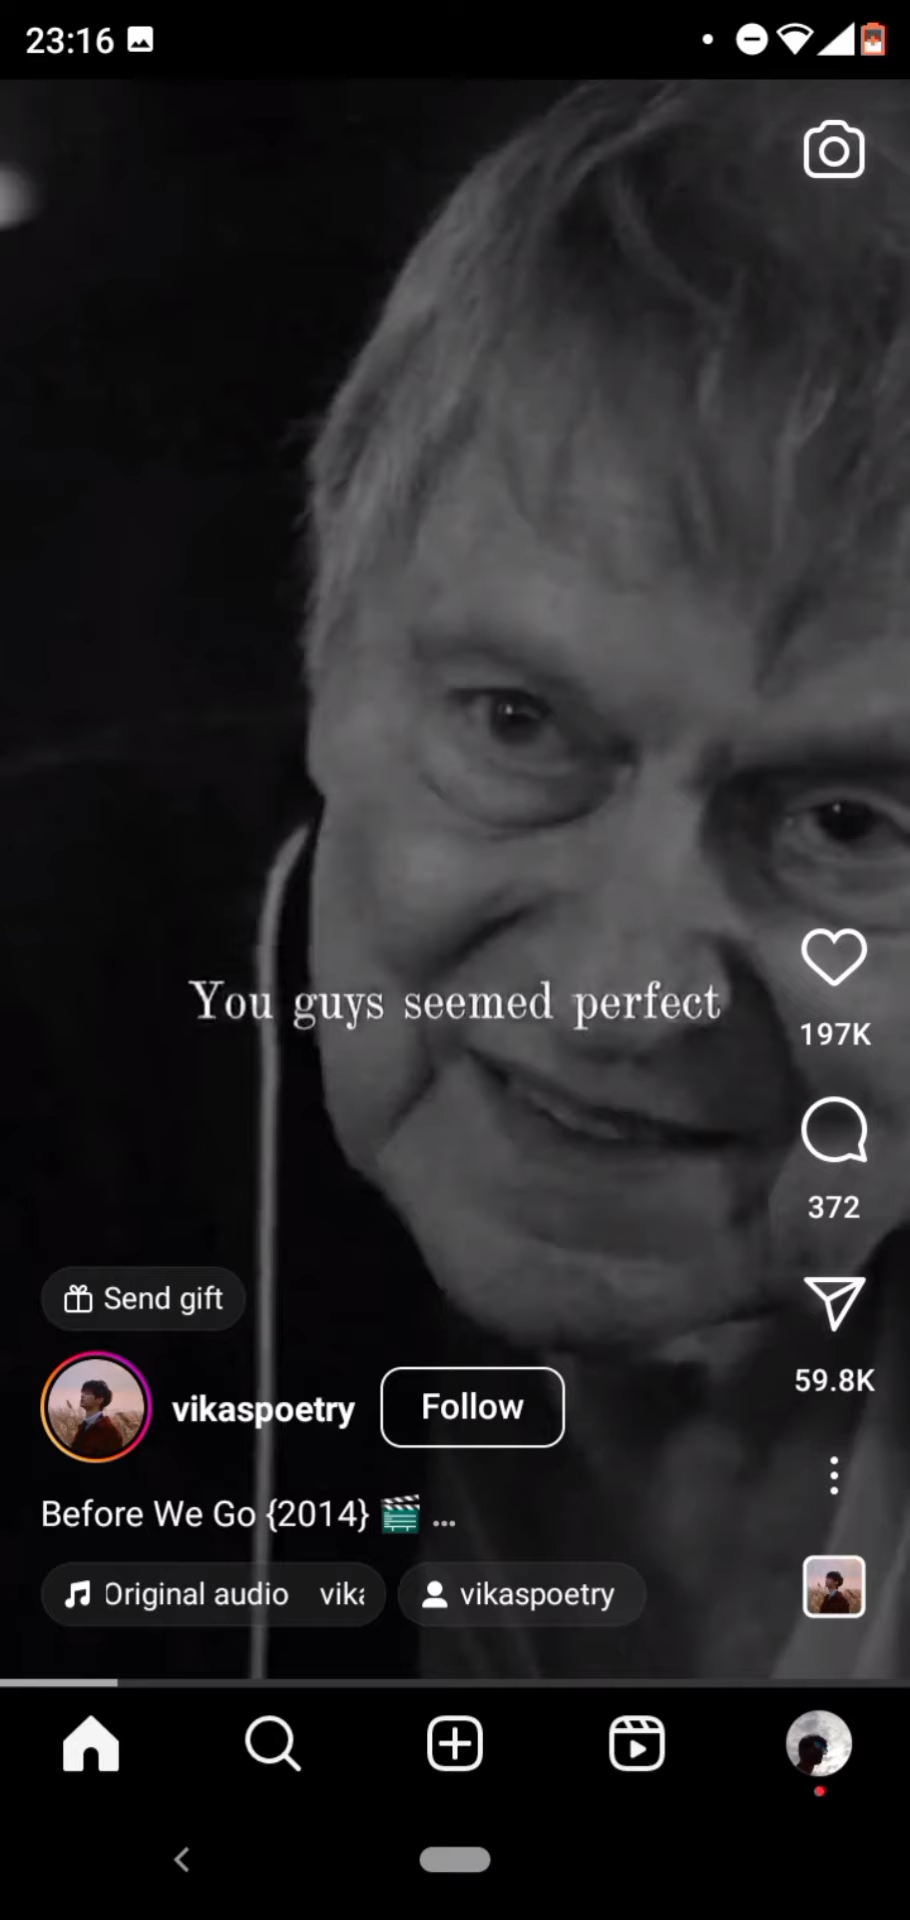 23:16
You guys seemed perfect
197K
372
Send gift
59.8K
vikaspoetry Follow
Before We Go {2014} 🎬 ...
Original audio vika
vikaspoetry